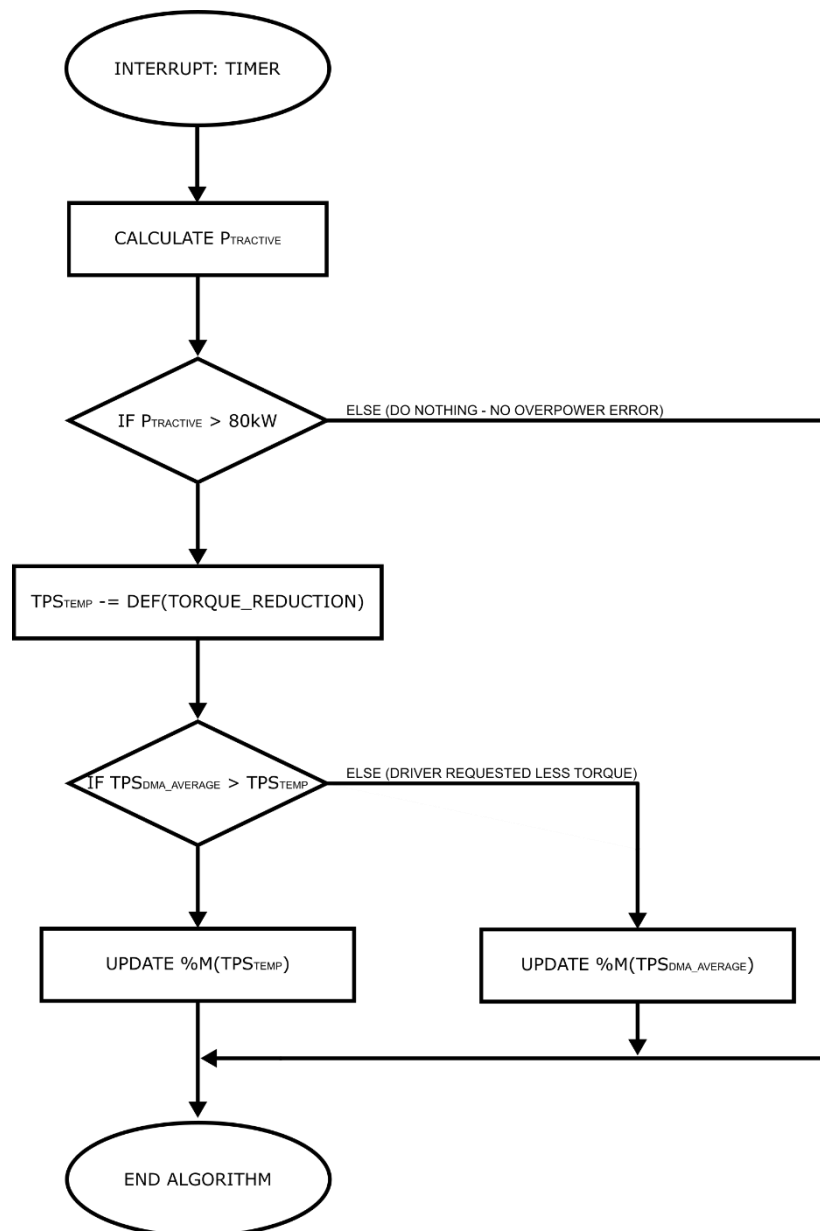 INTERRUPT: TIMER
CALCULATE PTRACTIVE
IF PTRACTIVE > 80kW
ELSE (DO NOTHING - NO OVERPOWER ERROR)
TPSTEMP -= DEF(TORQUE_REDUCTION)
IF TPSDMA_AVERAGE > TPSTEMP
ELSE (DRIVER REQUESTED LESS TORQUE)
UPDATE %M(TPSTEMP)
UPDATE %M(TPSDMA_AVERAGE)
END ALGORITHM